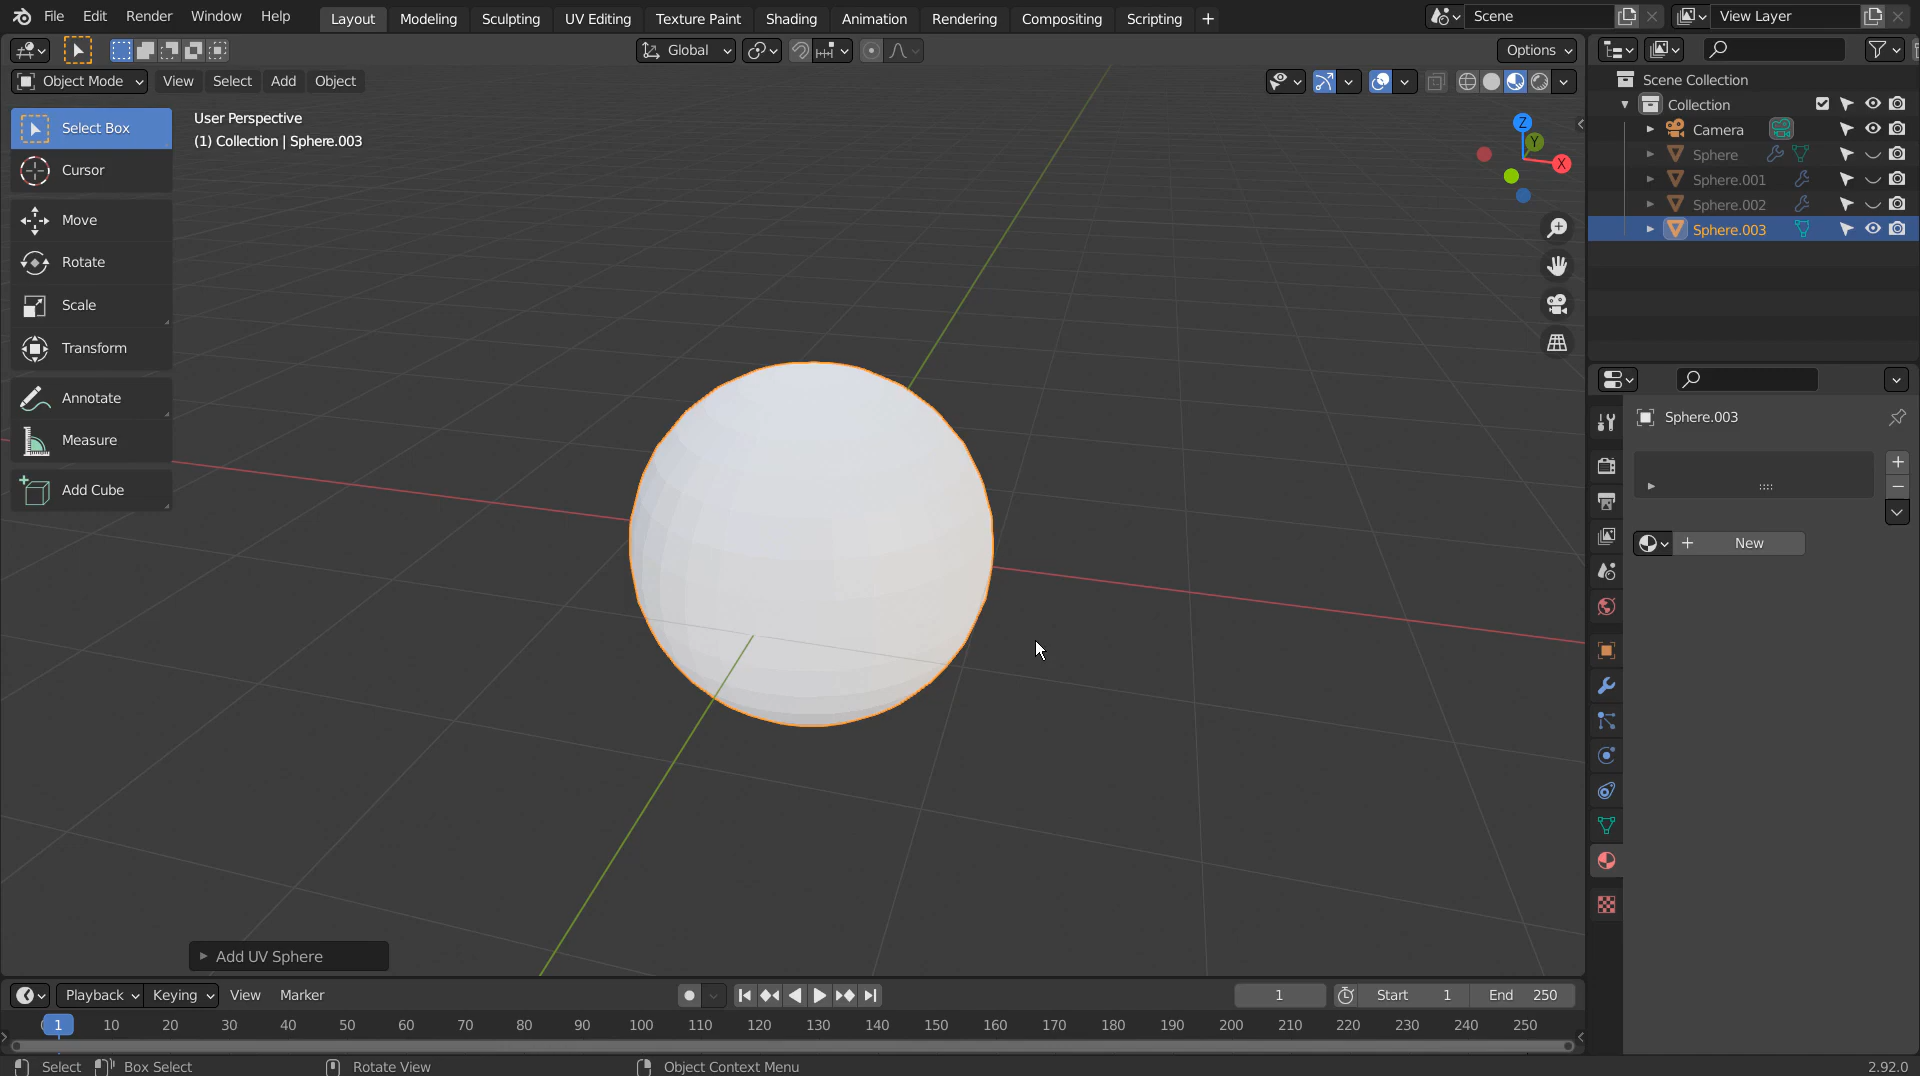 File Edit Render Window Help Layout Modeling Sculpting UV Editing Texture Paint Shading Animation Rendering Compositing Scripting + Scene View Layer
Global Options
Object Mode View Select Add Object
Select Box
Cursor
Move
Rotate
Scale
Transform
Annotate
Measure
Add Cube
User Perspective
(1) Collection | Sphere.003
Z
Y
X
Scene Collection
Collection
Camera
Sphere
Sphere.001
Sphere.002
Sphere.003
Sphere.003
+ New
Add UV Sphere
Playback Keying View Marker 1 Start 1 End 250
1 10 20 30 40 50 60 70 80 90 100 110 120 130 140 150 160 170 180 190 200 210 220 230 240 250
Select Box Select Rotate View Object Context Menu 2.92.0